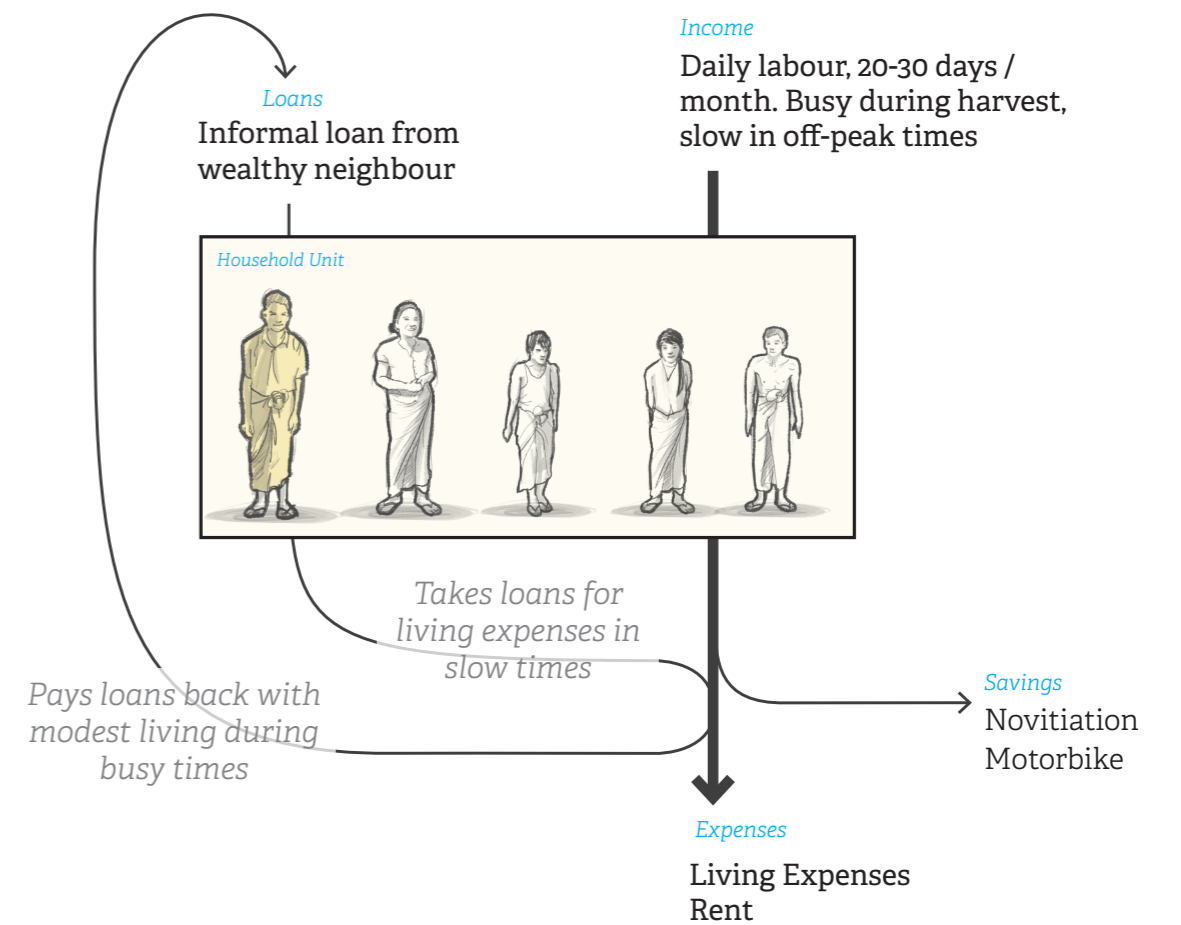 Income
Daily labour, 20-30 days /
month. Busy during harvest,
slow in off-peak times
Loans
Informal loan from
wealthy neighbour
Household Unit
Takes loans for
living expenses in
slow times
Pays loans back with
modest living during
busy times
Savings
Novitiation
Motorbike
Expenses
Living Expenses
Rent